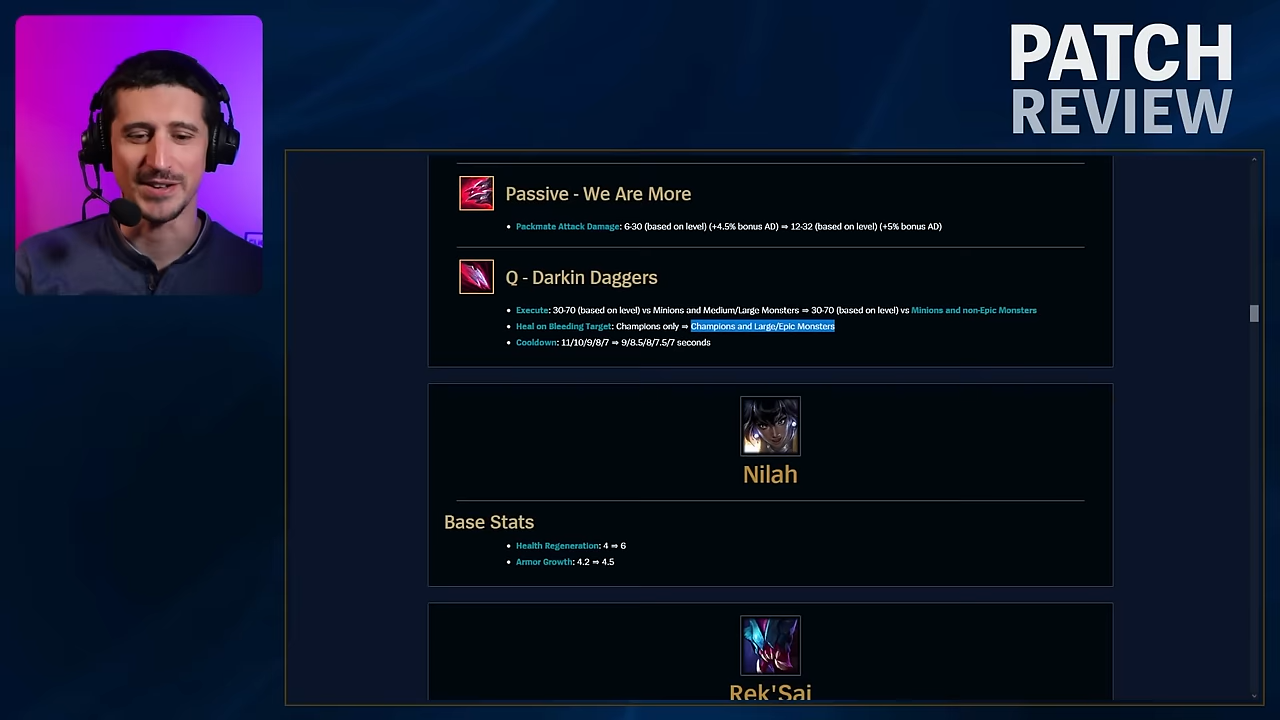 PATCH
REVIEW
Passive - We Are More
• Packmate Attack Damage: 6-30 (based on level) (+4.5% bonus AD) ⇒ 12-32 (based on level) (+5% bonus AD)
Q - Darkin Daggers
• Execute: 30-70 (based on level) vs Minions and Medium/Large Monsters ⇒ 30-70 (based on level) vs Minions and non-Epic Monsters
• Heal on Bleeding Target: Champions only ⇒ Champions and Large/Epic Monsters
• Cooldown: 11/10/9/8/7 ⇒ 9/8.5/8/7.5/7 seconds
Nilah
Base Stats
• Health Regeneration: 4 ⇒ 6
• Armor Growth: 4.2 ⇒ 4.5
Rek'Sai